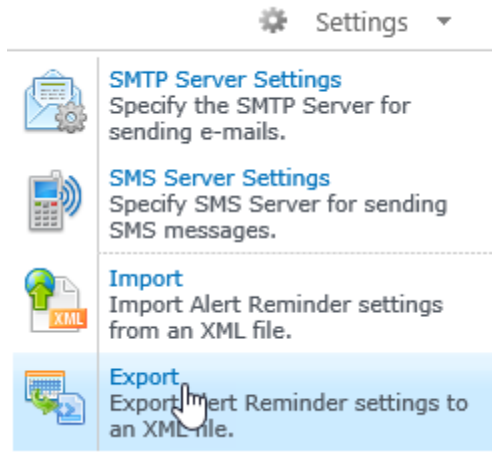 Settings
SMTP Server Settings
Specify the SMTP Server for
sending e-mails.
SMS Server Settings
Specify SMS Server for sending
SMS messages.
Import
Import Alert Reminder settings
from an XML file.
XML
Export
Export Alert Reminder settings to
an XML file.